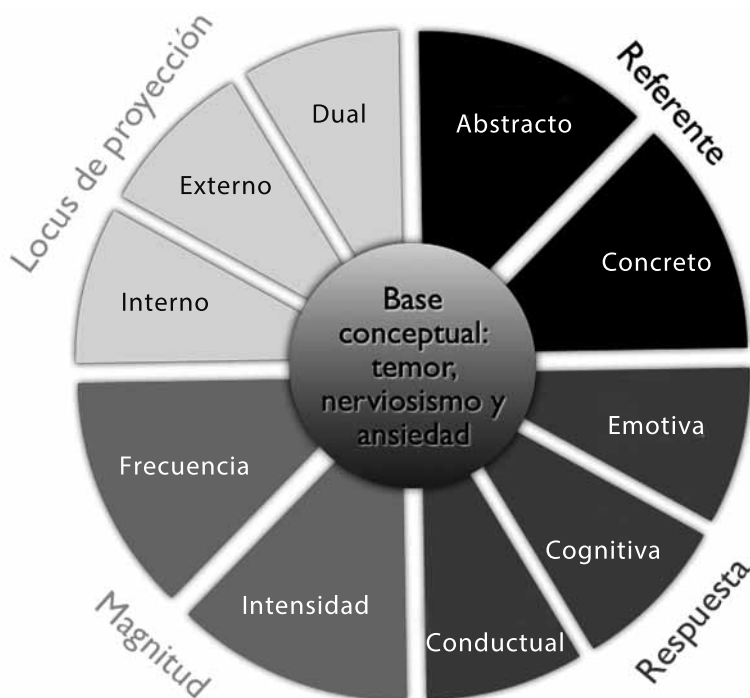 Locus de proyección
Referente
Dual
Abstracto
Externo
Concreto
Interno
Base
conceptual:
temor,
nerviosismo y
ansiedad
Emotiva
Frecuencia
Cognitiva
Intensidad
Conductual
Magnitud
Respuesta